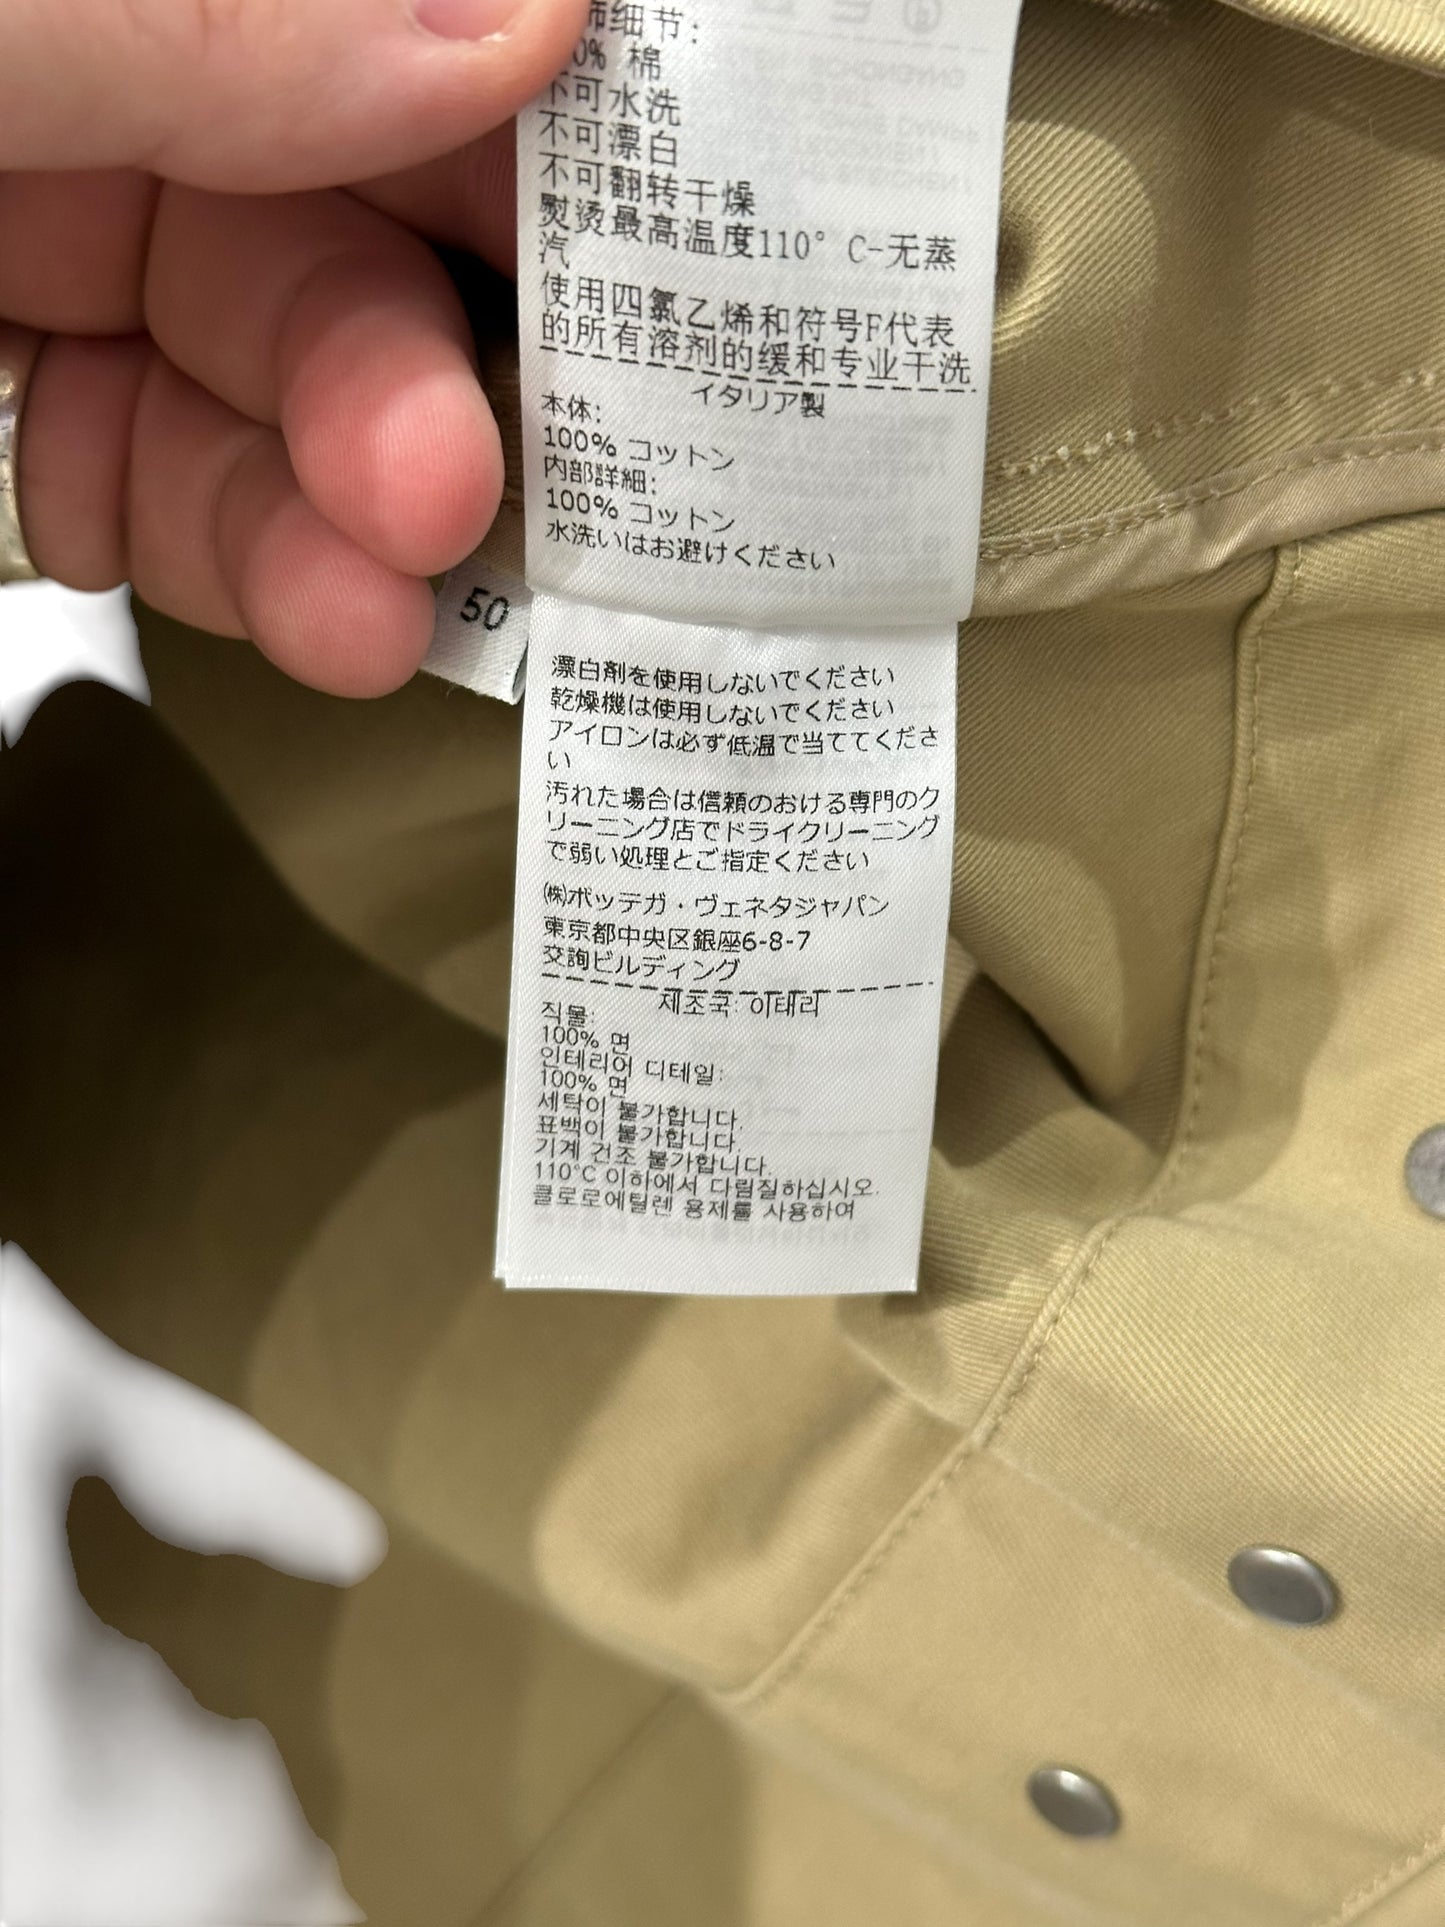 细节:
0% 棉
不可水洗
不可漂白
不可翻转干燥
熨烫最高温度110° C-无蒸
汽
使用四氯乙烯和符号F代表
的所有溶剂的缓和专业干洗
イタリア製
本体:
100% コットン
内部詳細:
100% コットン
水洗いはお避けください
50
漂白剤を使用しないでください
乾燥機は使用しないでください
アイロンは必ず低温で当ててくださ
い
汚れた場合は信頼のおける専門のク
リーニング店でドライクリーニング
で弱い処理とご指定ください
㈱ボッテガ・ヴェネタジャパン
東京都中央区銀座6-8-7
交詢ビルディング
제조국: 이태리
직물:
100% 면
인테리어 디테일:
100% 면
세탁이 불가합니다.
표백이 불가합니다.
기계 건조 불가합니다.
110°C 이하에서 다림질하십시오.
클로로에틸렌 용제를 사용하여